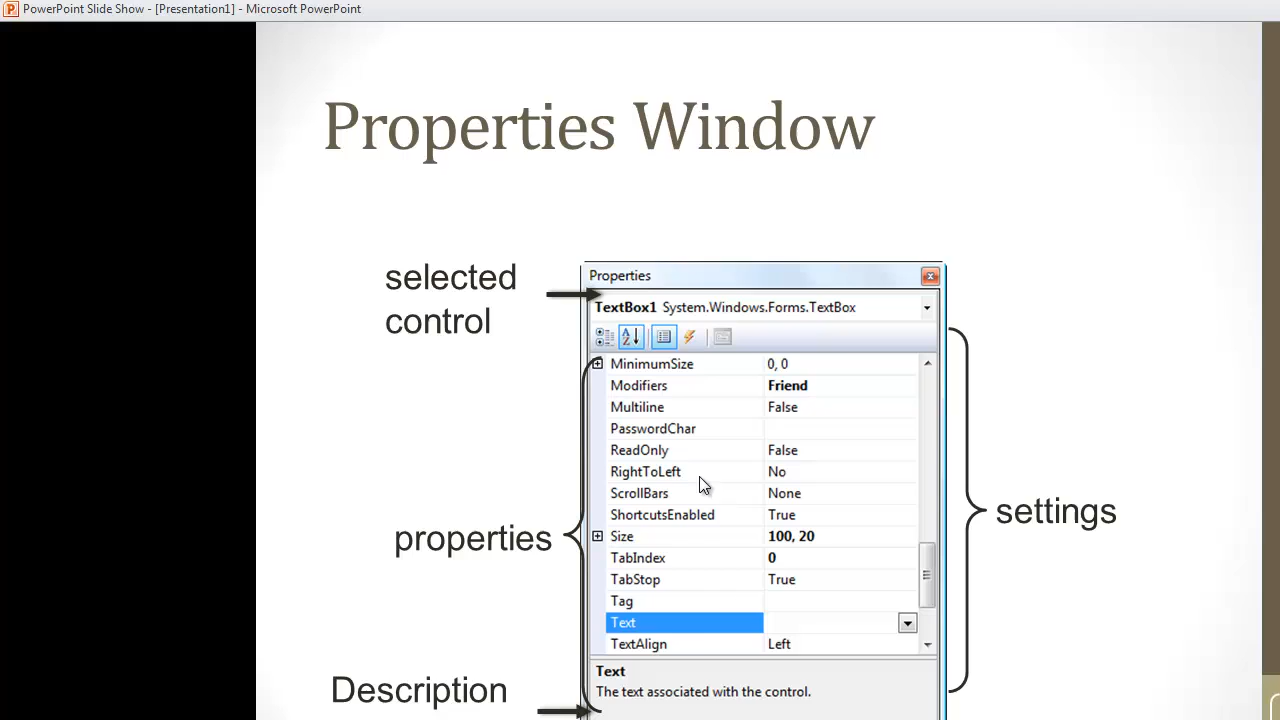 PowerPoint Slide Show - [Presentation1] - Microsoft PowerPoint
Properties Window
selected
control
properties
Description
Properties
TextBox1 System.Windows.Forms.TextBox
MinimumSize 0, 0
Modifiers Friend
Multiline False
PasswordChar
ReadOnly False
RightToLeft No
ScrollBars None
ShortcutsEnabled True
Size 100, 20
TabIndex 0
TabStop True
Tag
Text
TextAlign Left
Text
The text associated with the control.
settings